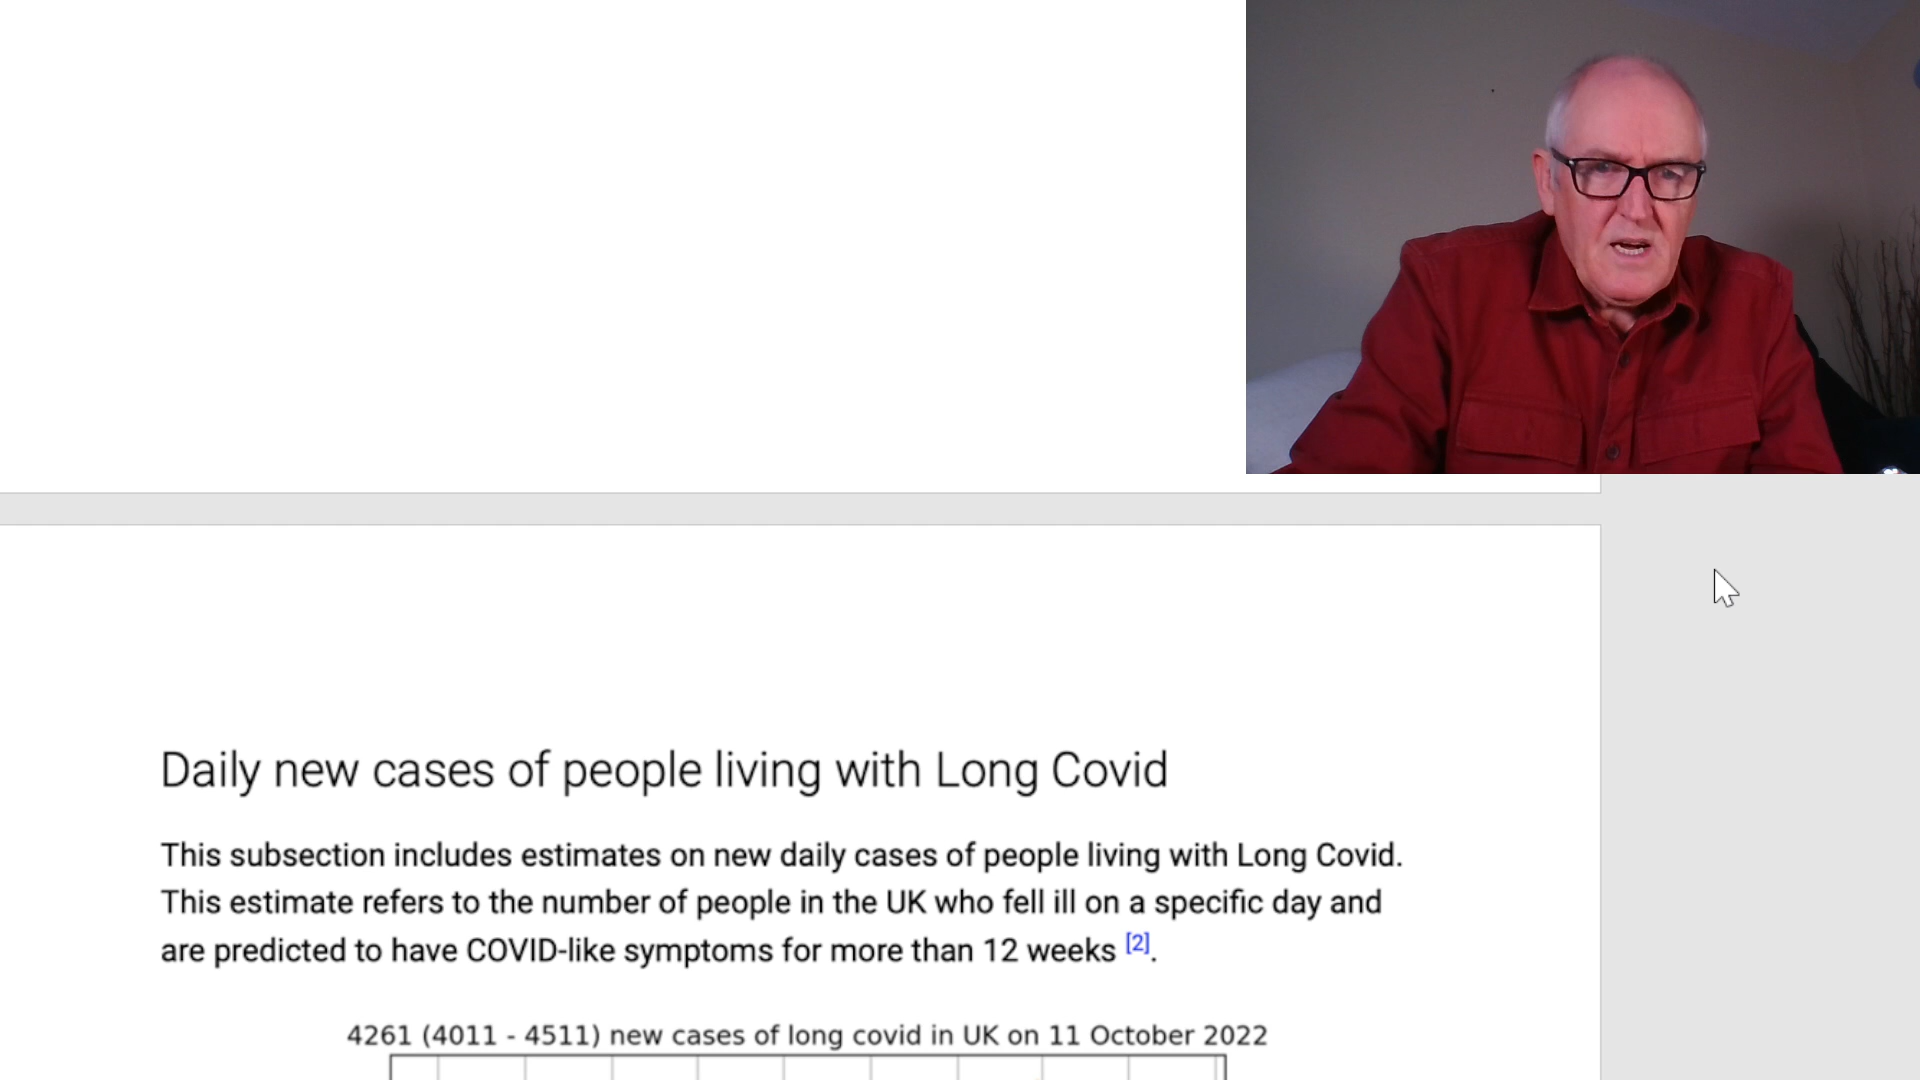 Daily new cases of people living with Long Covid
This subsection includes estimates on new daily cases of people living with Long Covid.
This estimate refers to the number of people in the UK who fell ill on a specific day and
are predicted to have COVID-like symptoms for more than 12 weeks [2].
4261 (4011 - 4511) new cases of long covid in UK on 11 October 2022